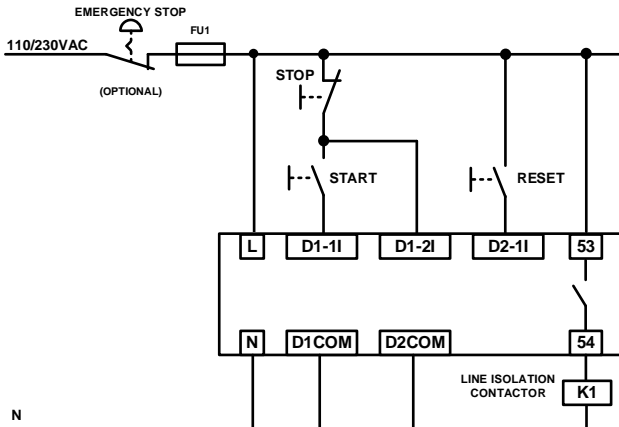 EMERGENCY STOP
110/230VAC
FU1
(OPTIONAL)
STOP
START
RESET
L
D1-1I
D1-2I
D2-1I
53
N
D1COM
D2COM
54
LINE ISOLATION
CONTACTOR
K1
N